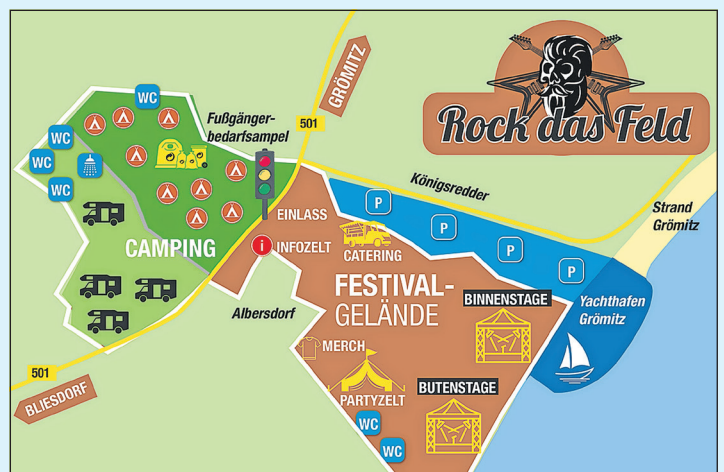 Rock das Feld
GRÖMITZ
501
Fußgänger-
bedarfsampel
WC
WC
WC
WC
Königsredder
P
P
P
P
Strand
Grömitz
EINLASS
i
INFOZELT
CATERING
CAMPING
FESTIVAL-
GELÄNDE
BINNENSTAGE
Yachthafen
Grömitz
Albersdorf
MERCH
BUTENSTAGE
PARTYZELT
WC
WC
501
BLIESDORF